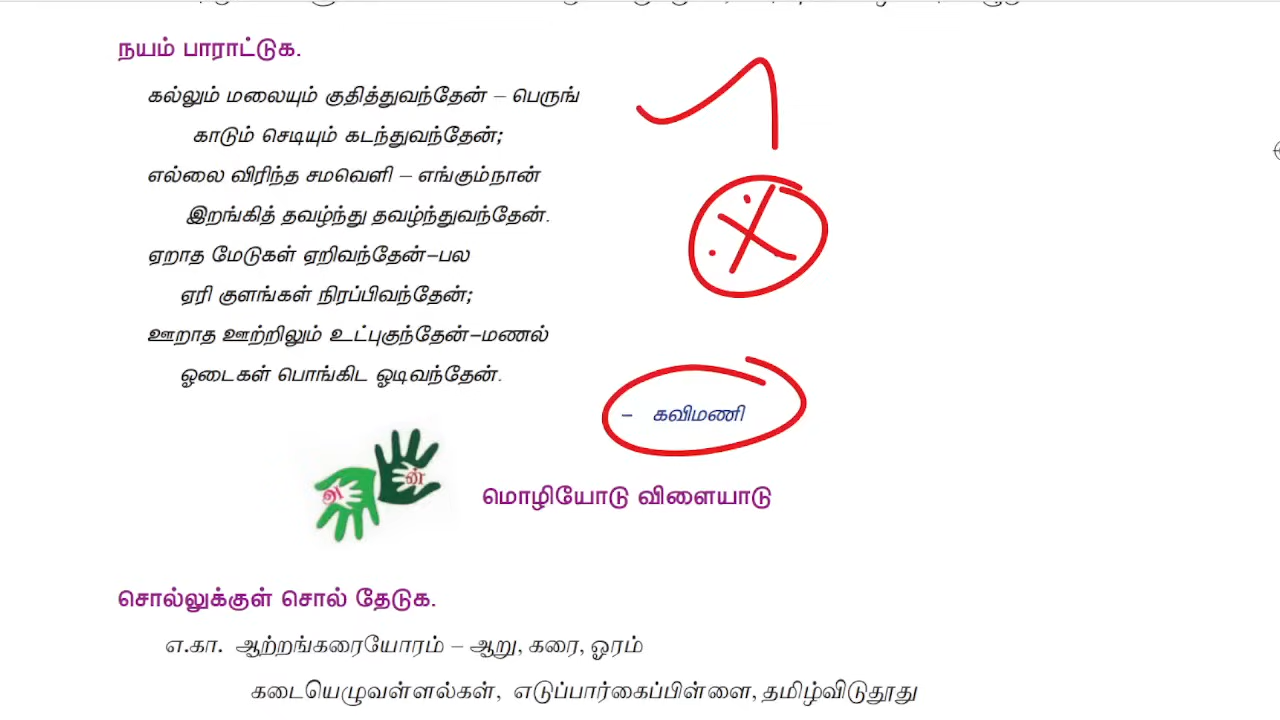 நயம் பாராட்டுக.
கல்லும் மலையும் குதித்துவந்தேன் – பெருங்
காடும் செடியும் கடந்துவந்தேன்;
எல்லை விரிந்த சமவெளி – எங்கும்நான்
இறங்கித் தவழ்ந்து தவழ்ந்துவந்தேன்.
ஏறாத மேடுகள் ஏறிவந்தேன்–பல
ஏரி குளங்கள் நிரப்பிவந்தேன்;
ஊறாத ஊற்றிலும் உட்புகுந்தேன்–மணல்
ஓடைகள் பொங்கிட ஓடிவந்தேன்.
– கவிமணி
மொழியோடு விளையாடு
சொல்லுக்குள் சொல் தேடுக.
எ.கா. ஆற்றங்கரையோரம் – ஆறு, கரை, ஓரம்
கடையெழுவள்ளல்கள், எடுப்பார்கைப்பிள்ளை, தமிழ்விடுதூது